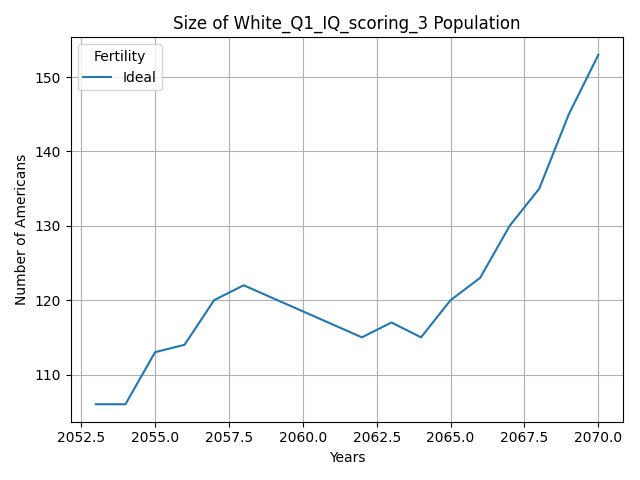 Size of White_Q1_IQ_scoring_3 Population
Fertility
Ideal
Number of Americans
150
140
130
120
110
2052.5 2055.0 2057.5 2060.0 2062.5 2065.0 2067.5 2070.0
Years